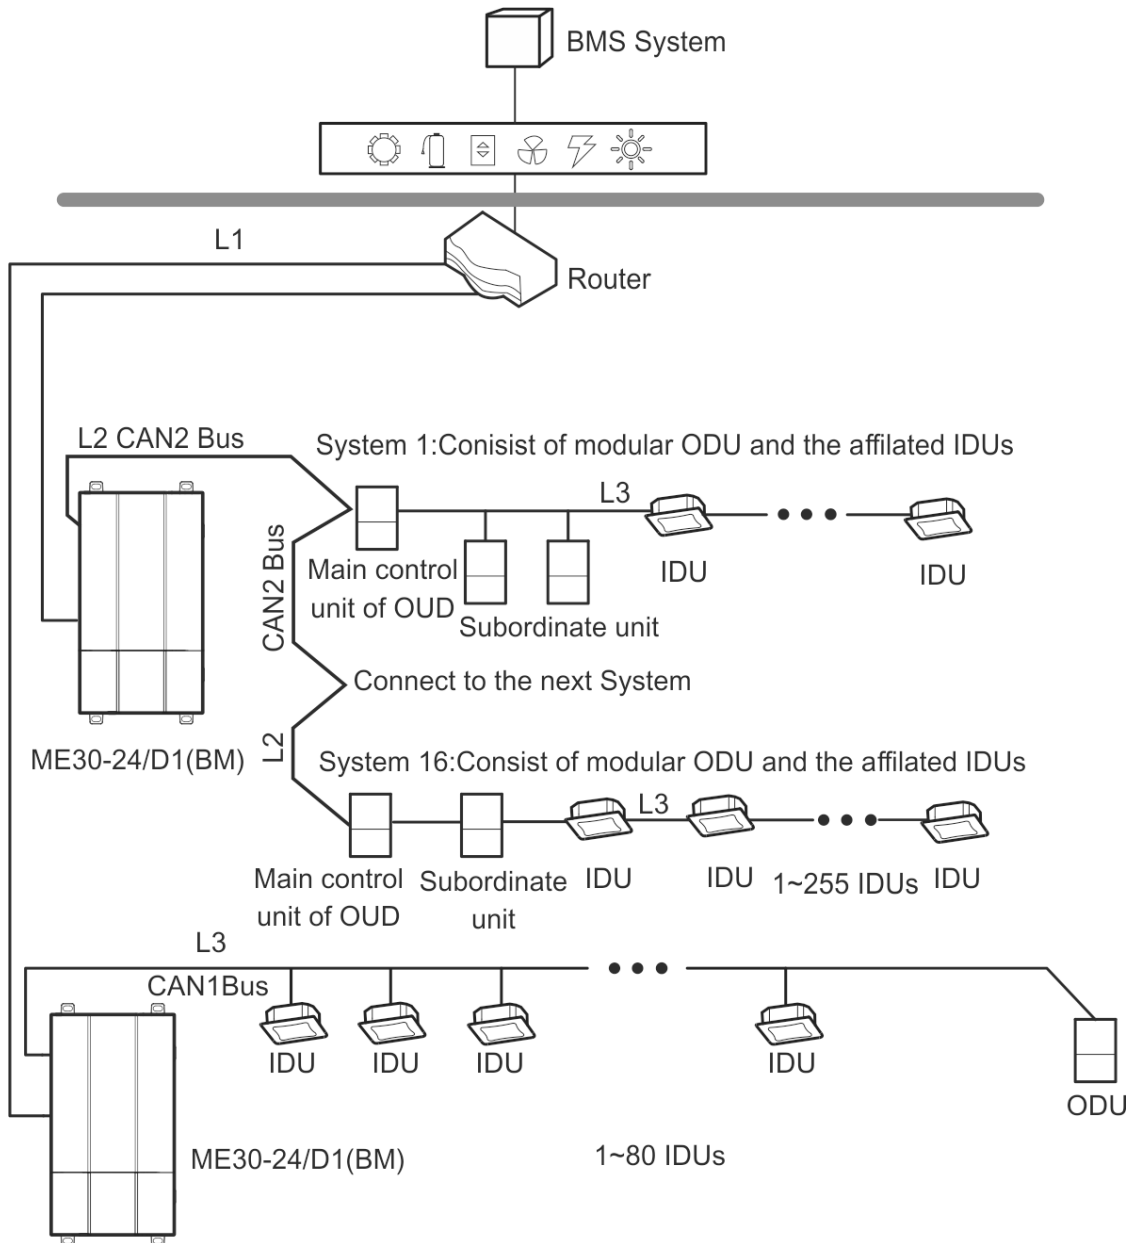 BMS System
L1
Router
L2 CAN2 Bus
System 1:Conisist of modular ODU and the affilated IDUs
L3
CAN2 Bus
Main control
unit of OUD
IDU
IDU
Subordinate unit
Connect to the next System
L2
ME30-24/D1(BM)
System 16:Consist of modular ODU and the affilated IDUs
L3
Main control
unit of OUD
Subordinate
unit
IDU
IDU
1~255 IDUs
IDU
L3
CAN1Bus
IDU
IDU
IDU
IDU
ODU
ME30-24/D1(BM)
1~80 IDUs